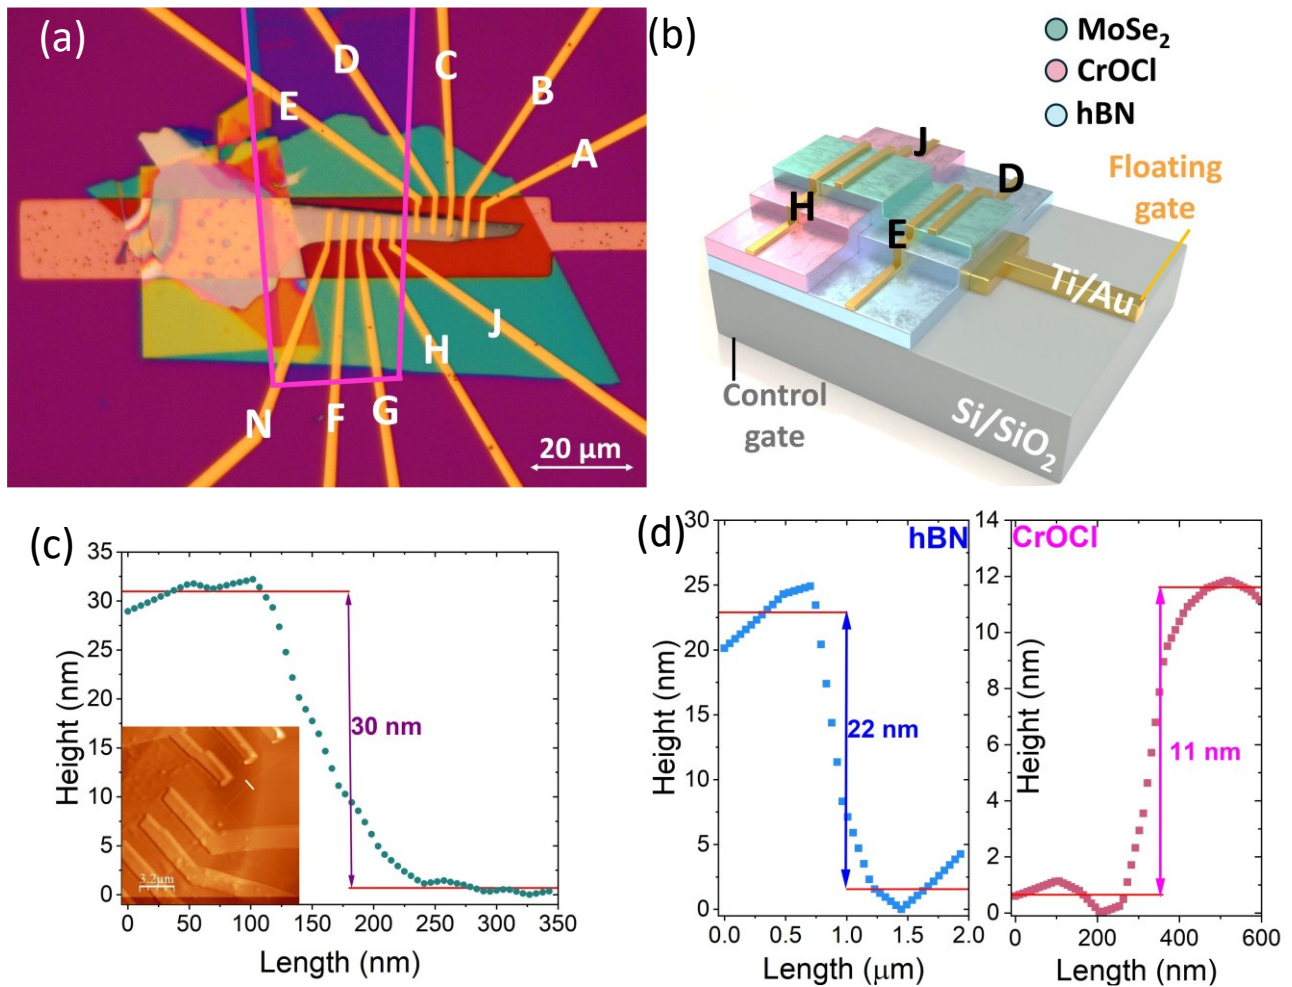 (a)
D
C
B
E
A
J
H
N
F
G
20 µm
(b)
MoSe2
CrOCl
hBN
J
D
H
E
Floating
gate
Ti/Au
Control
gate
Si/SiO2
(c)
35
30
25
20
15
10
5
0
Height (nm)
30 nm
3.2µm
0 50 100 150 200 250 300 350
Length (nm)
(d)
30
25
20
15
10
5
0
Height (nm)
hBN
22 nm
0.0 0.5 1.0 1.5 2.0
Length (µm)
14
12
10
8
6
4
2
0
Height (nm)
CrOCl
11 nm
0 200 400 600
Length (nm)